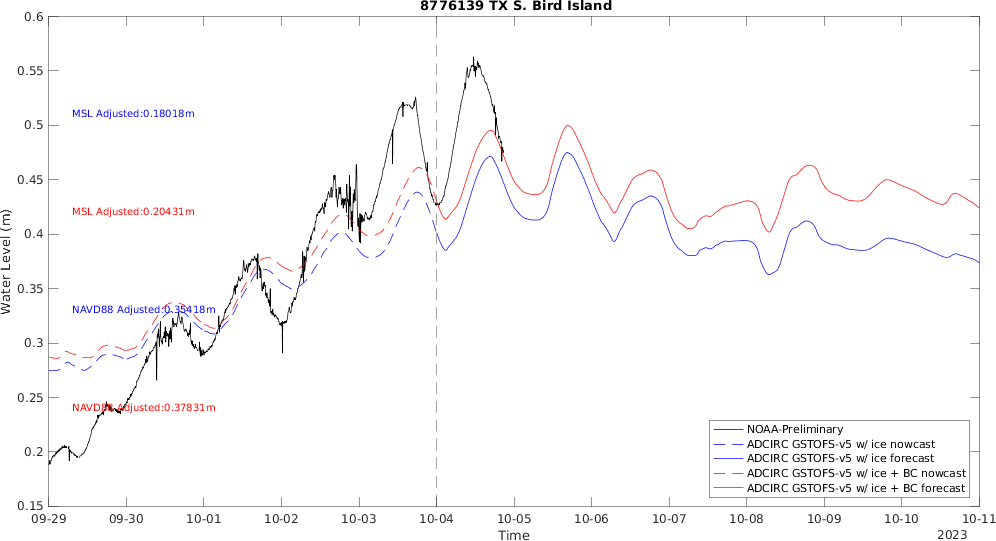 8776139 TX S. Bird Island
0.6
0.55
0.5
0.45
0.4
0.35
0.3
0.25
0.2
0.15
Water Level (m)
MSL Adjusted:0.18018m
MSL Adjusted:0.20431m
NAVD88 Adjusted:0.35418m
NAVD88 Adjusted:0.37831m
NOAA-Preliminary
ADCIRC GSTOFS-v5 w/ ice nowcast
ADCIRC GSTOFS-v5 w/ ice forecast
ADCIRC GSTOFS-v5 w/ ice + BC nowcast
ADCIRC GSTOFS-v5 w/ ice + BC forecast
09-29 09-30 10-01 10-02 10-03 10-04 10-05 10-06 10-07 10-08 10-09 10-10 10-11
Time
2023